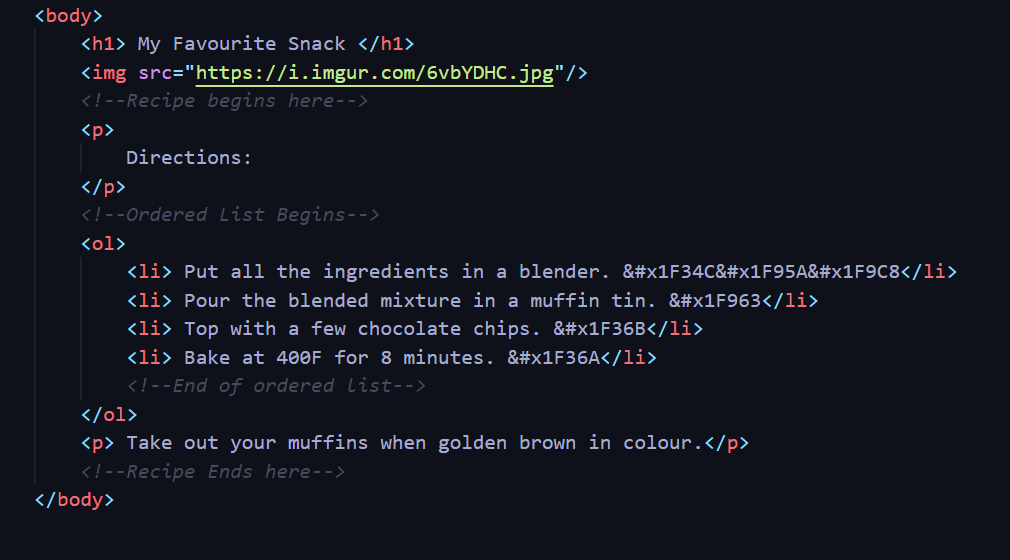 <body>
<h1> My Favourite Snack </h1>
<img src="https://i.imgur.com/6vbYDHC.jpg"/>
<!--Recipe begins here-->
<p>
Directions:
</p>
<!--Ordered List Begins-->
<ol>
<li> Put all the ingredients in a blender. &#x1F34C&#x1F95A&#x1F9C8</li>
<li> Pour the blended mixture in a muffin tin. &#x1F963</li>
<li> Top with a few chocolate chips. &#x1F36B</li>
<li> Bake at 400F for 8 minutes. &#x1F36A</li>
<!--End of ordered list-->
</ol>
<p> Take out your muffins when golden brown in colour.</p>
<!--Recipe Ends here-->
</body>